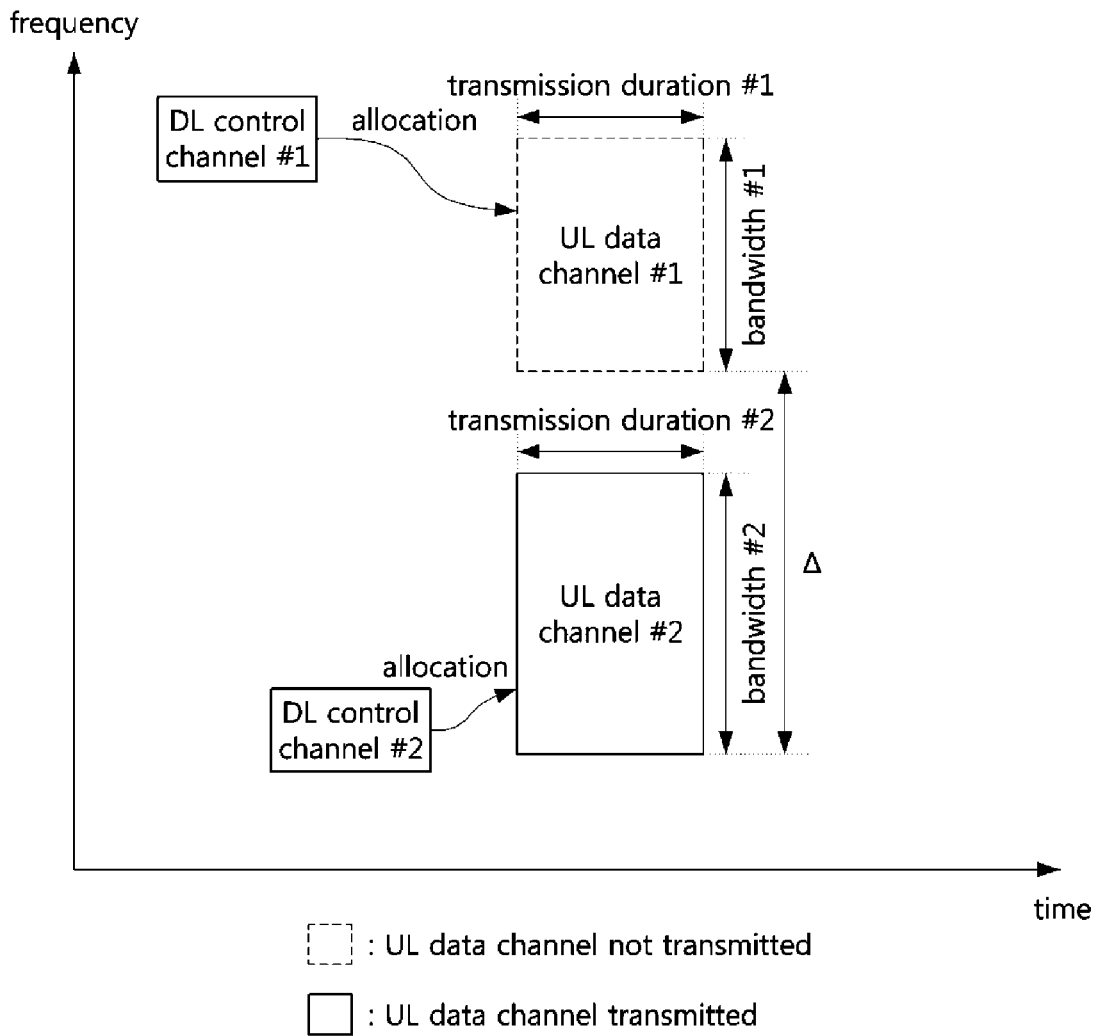 frequency
transmission duration #1
DL control
channel #1
allocation
UL data
channel #1
bandwidth #1
transmission duration #2
UL data
channel #2
bandwidth #2
Δ
allocation
DL control
channel #2
time
: UL data channel not transmitted
: UL data channel transmitted